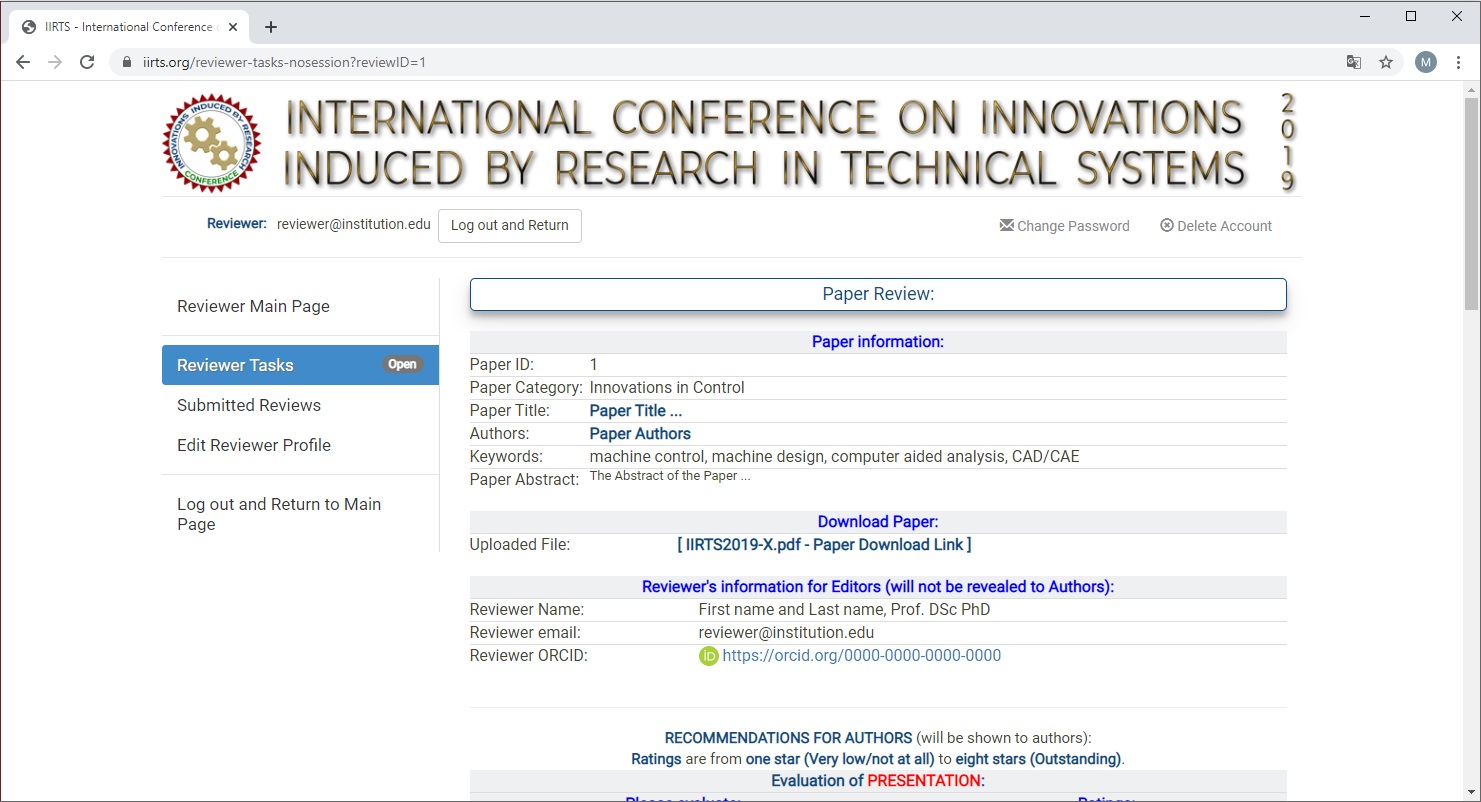 IIRTS - International Conference
iirts.org/reviewer-tasks-nosession?reviewID=1
M
INNOVATIONS INDUCED BY RESEARCH
CONFERENCE
INTERNATIONAL CONFERENCE ON INNOVATIONS
INDUCED BY RESEARCH IN TECHNICAL SYSTEMS
2019
Reviewer: reviewer@institution.edu Log out and Return Change Password Delete Account
Reviewer Main Page
Reviewer Tasks Open
Submitted Reviews
Edit Reviewer Profile
Log out and Return to Main
Page
Paper Review:
Paper information:
Paper ID: 1
Paper Category: Innovations in Control
Paper Title: Paper Title ...
Authors: Paper Authors
Keywords: machine control, machine design, computer aided analysis, CAD/CAE
Paper Abstract: The Abstract of the Paper ...
Download Paper:
Uploaded File: [ IIRTS2019-X.pdf - Paper Download Link ]
Reviewer's information for Editors (will not be revealed to Authors):
Reviewer Name: First name and Last name, Prof. DSc PhD
Reviewer email: reviewer@institution.edu
Reviewer ORCID: iD https://orcid.org/0000-0000-0000-0000
RECOMMENDATIONS FOR AUTHORS (will be shown to authors):
Ratings are from one star (Very low/not at all) to eight stars (Outstanding).
Evaluation of PRESENTATION:
Please evaluate: Ratings: